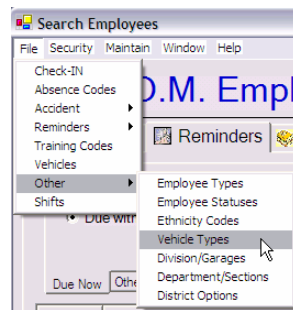 Search Employees
File Security Maintain Window Help
Check-IN
Absence Codes
Accident
Reminders
Training Codes
Vehicles
Other
Shifts
.M. Empl
Reminders
Employee Types
Employee Statuses
Ethnicity Codes
Vehicle Types
Division/Garages
Department/Sections
District Options
Due with
Due Now Othe